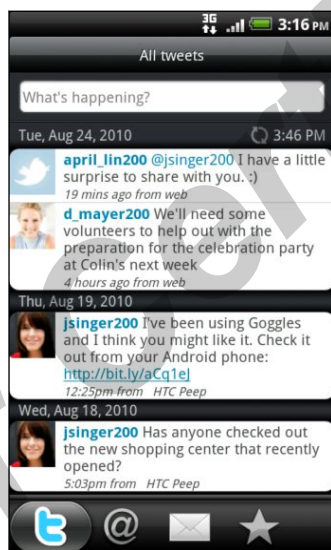 3G 3:16 PM
All tweets
What's happening?
Tue, Aug 24, 2010 3:46 PM
april_lin200 @jsinger200 I have a little
surprise to share with you. :)
19 mins ago from web
d_mayer200 We'll need some
volunteers to help out with the
preparation for the celebration party
at Colin's next week
4 hours ago from web
Thu, Aug 19, 2010
jsinger200 I've been using Goggles
and I think you might like it. Check it
out from your Android phone:
http://bit.ly/aCq1eJ
12:25pm from HTC Peep
Wed, Aug 18, 2010
jsinger200 Has anyone checked out
the new shopping center that recently
opened?
5:03pm from HTC Peep
@